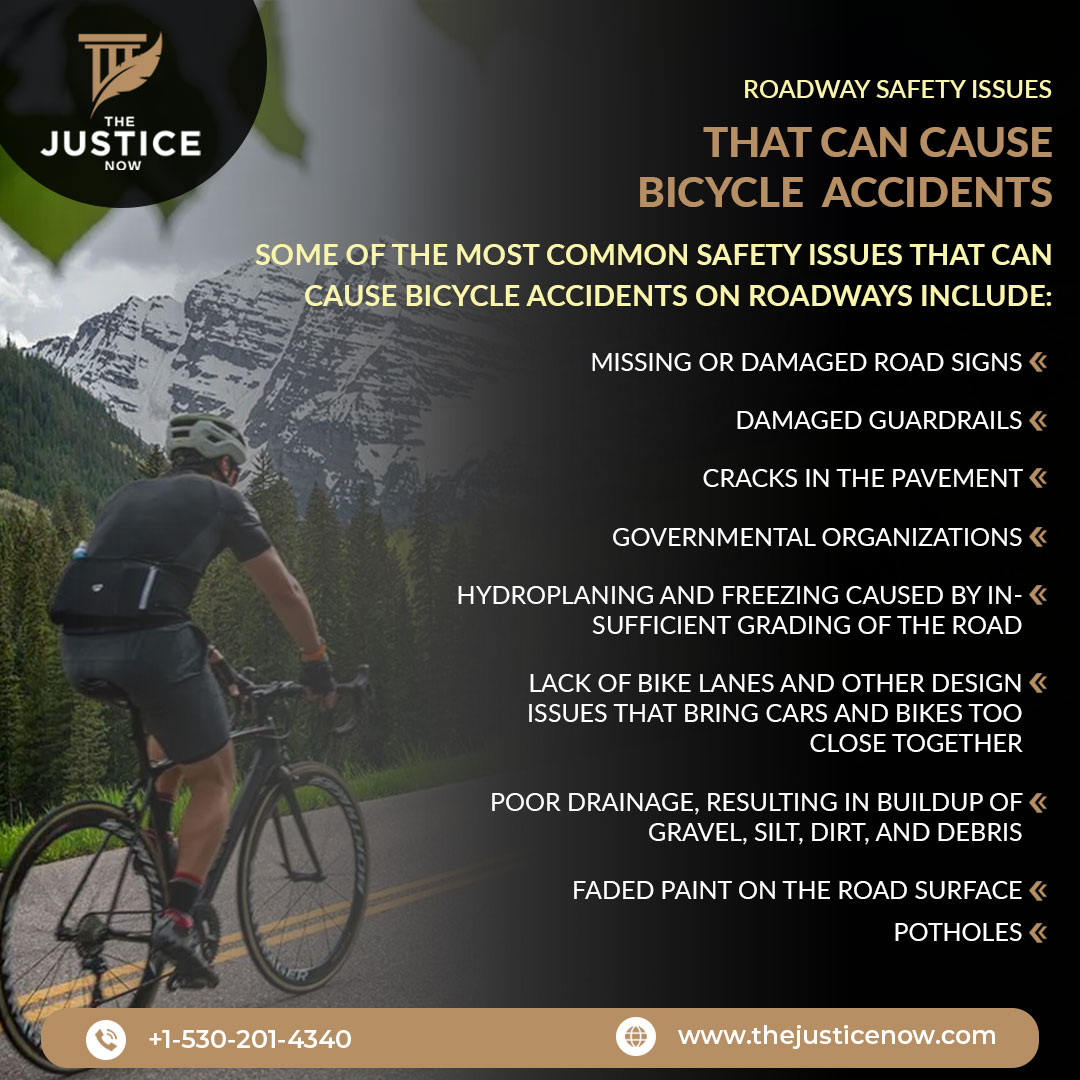 THE
JUSTICE
NOW
ROADWAY SAFETY ISSUES
THAT CAN CAUSE
BICYCLE ACCIDENTS
SOME OF THE MOST COMMON SAFETY ISSUES THAT CAN
CAUSE BICYCLE ACCIDENTS ON ROADWAYS INCLUDE:
MISSING OR DAMAGED ROAD SIGNS
DAMAGED GUARDRAILS
CRACKS IN THE PAVEMENT
GOVERNMENTAL ORGANIZATIONS
HYDROPLANING AND FREEZING CAUSED BY IN-
SUFFICIENT GRADING OF THE ROAD
LACK OF BIKE LANES AND OTHER DESIGN
ISSUES THAT BRING CARS AND BIKES TOO
CLOSE TOGETHER
POOR DRAINAGE, RESULTING IN BUILDUP OF
GRAVEL, SILT, DIRT, AND DEBRIS
FADED PAINT ON THE ROAD SURFACE
POTHOLES
+1-530-201-4340
www.thejusticenow.com